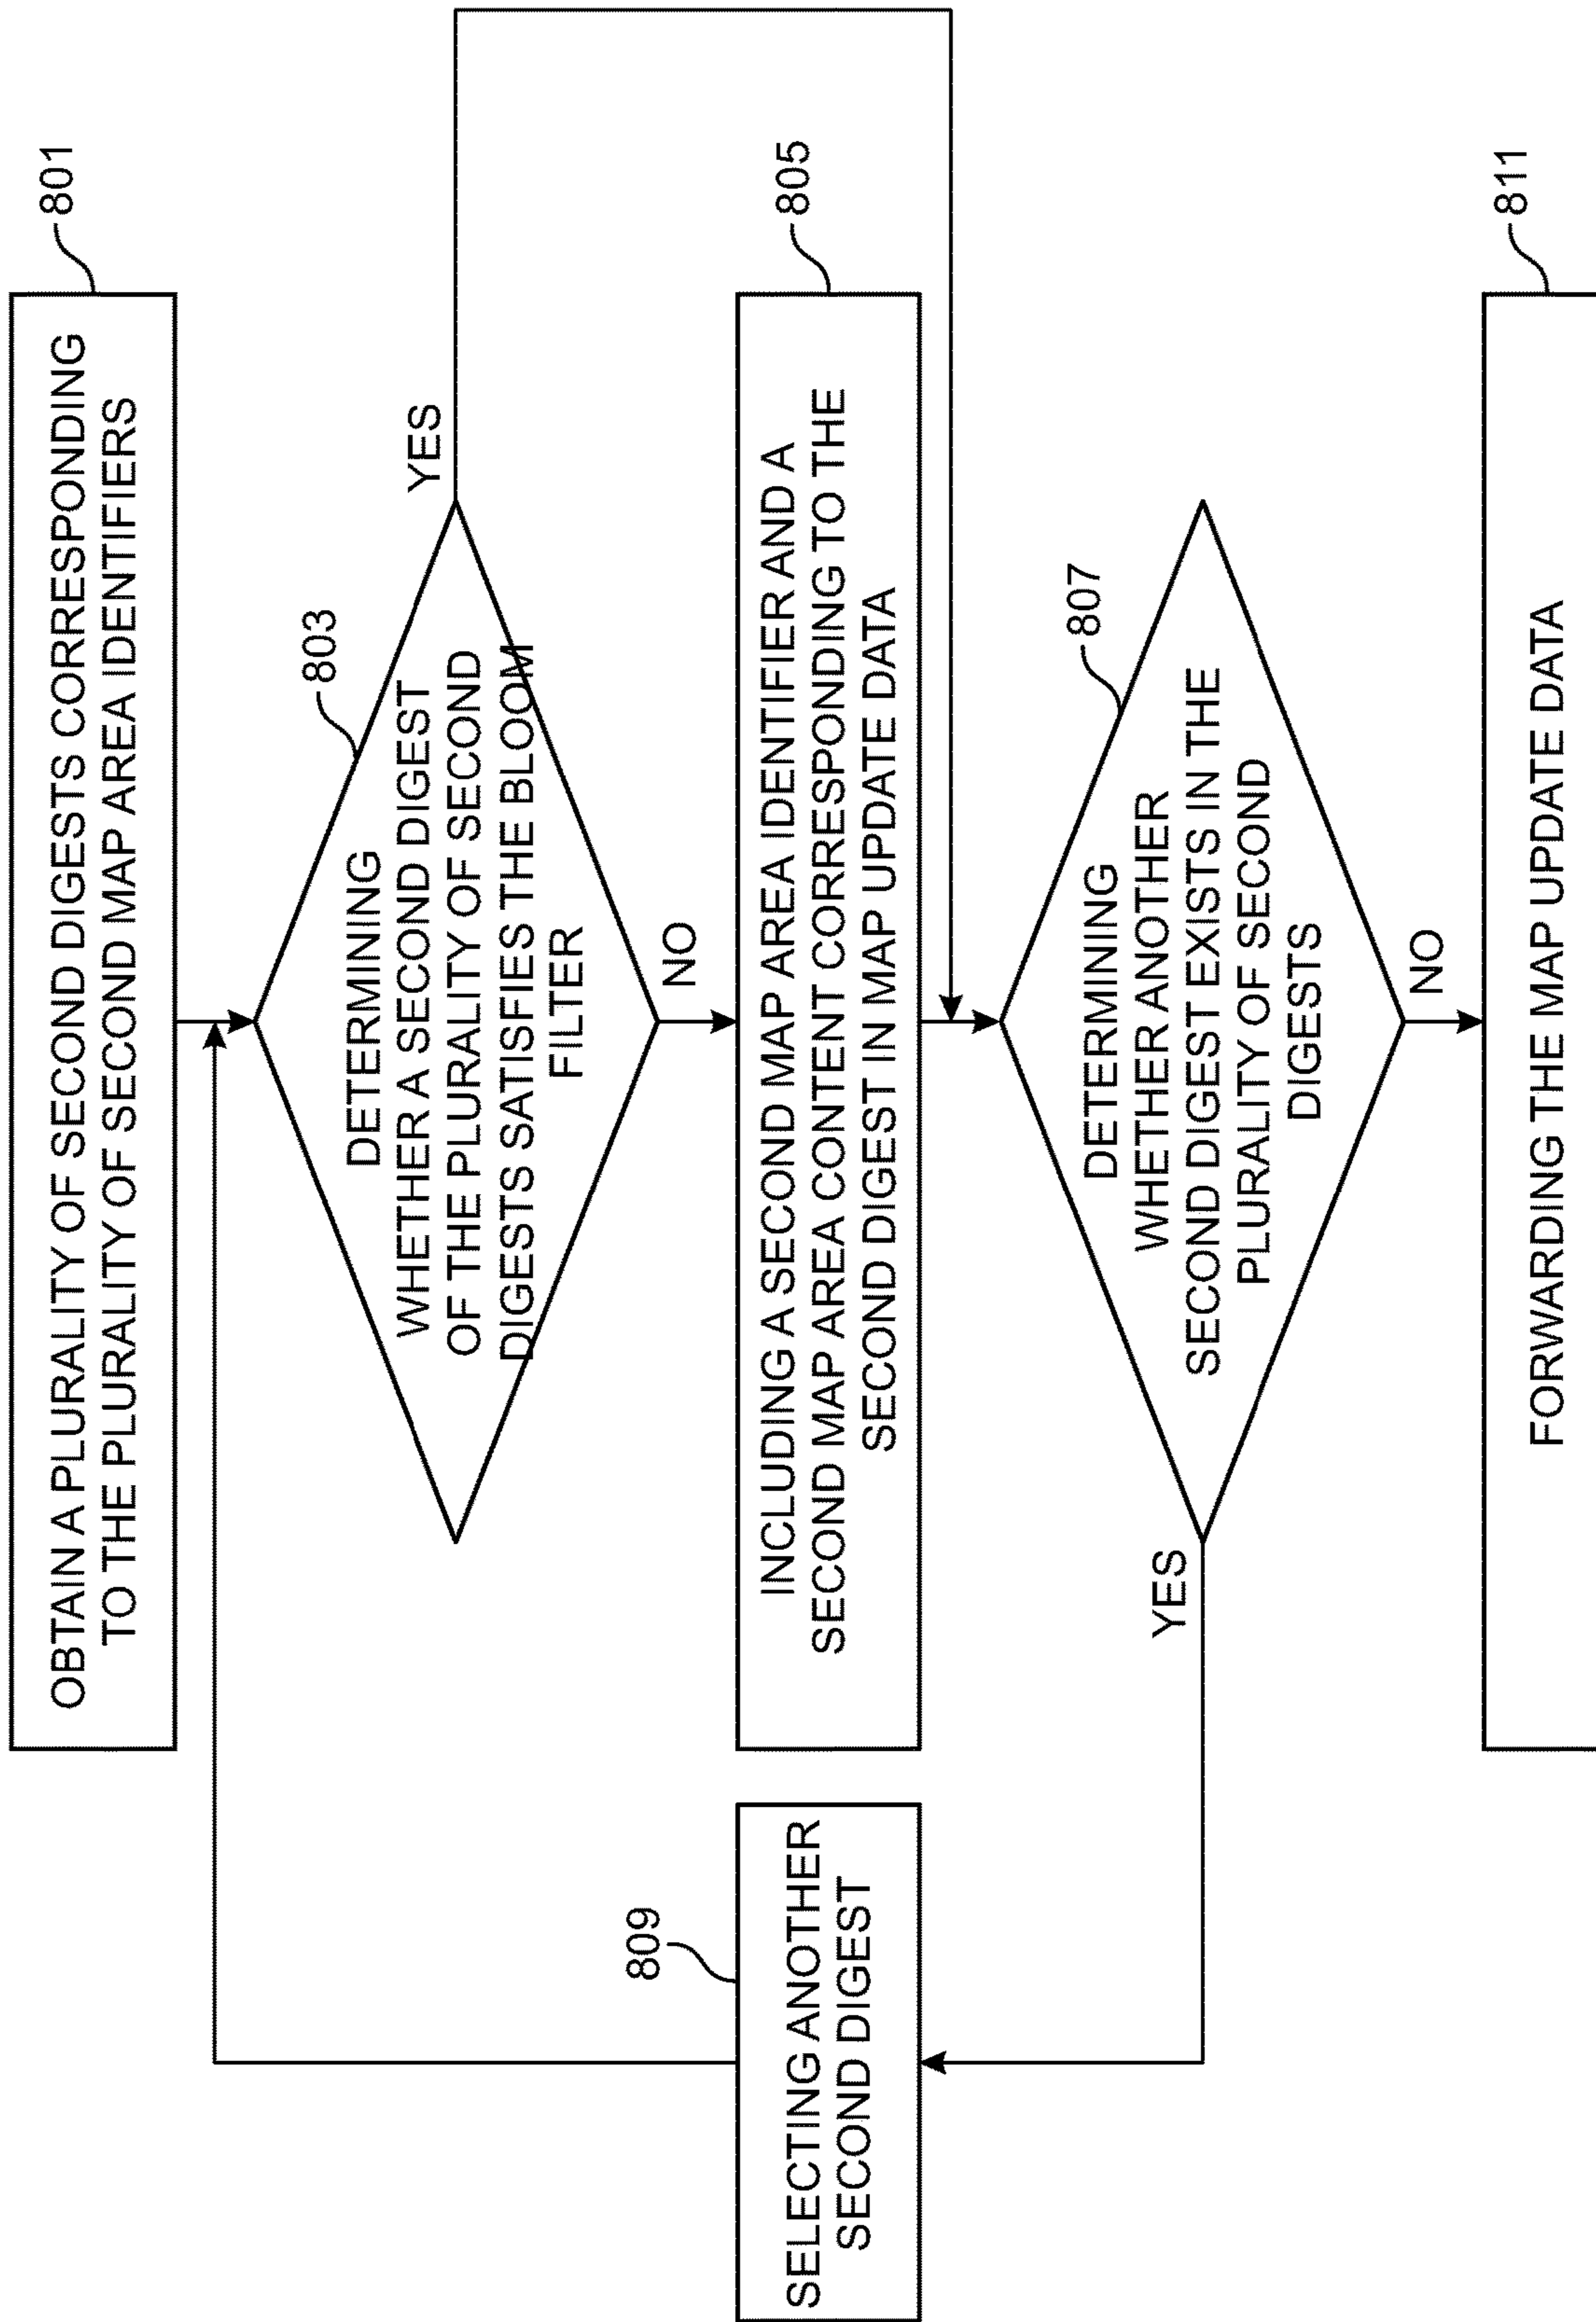 801
OBTAIN A PLURALITY OF SECOND DIGESTS CORRESPONDING
TO THE PLURALITY OF SECOND MAP AREA IDENTIFIERS
803
DETERMINING
WHETHER A SECOND DIGEST
OF THE PLURALITY OF SECOND
DIGESTS SATISFIES THE BLOOM
FILTER
YES
NO
805
INCLUDING A SECOND MAP AREA IDENTIFIER AND A
SECOND MAP AREA CONTENT CORRESPONDING TO THE
SECOND DIGEST IN MAP UPDATE DATA
807
DETERMINING
WHETHER ANOTHER
SECOND DIGEST EXISTS IN THE
PLURALITY OF SECOND
DIGESTS
YES
NO
809
SELECTING ANOTHER
SECOND DIGEST
811
FORWARDING THE MAP UPDATE DATA